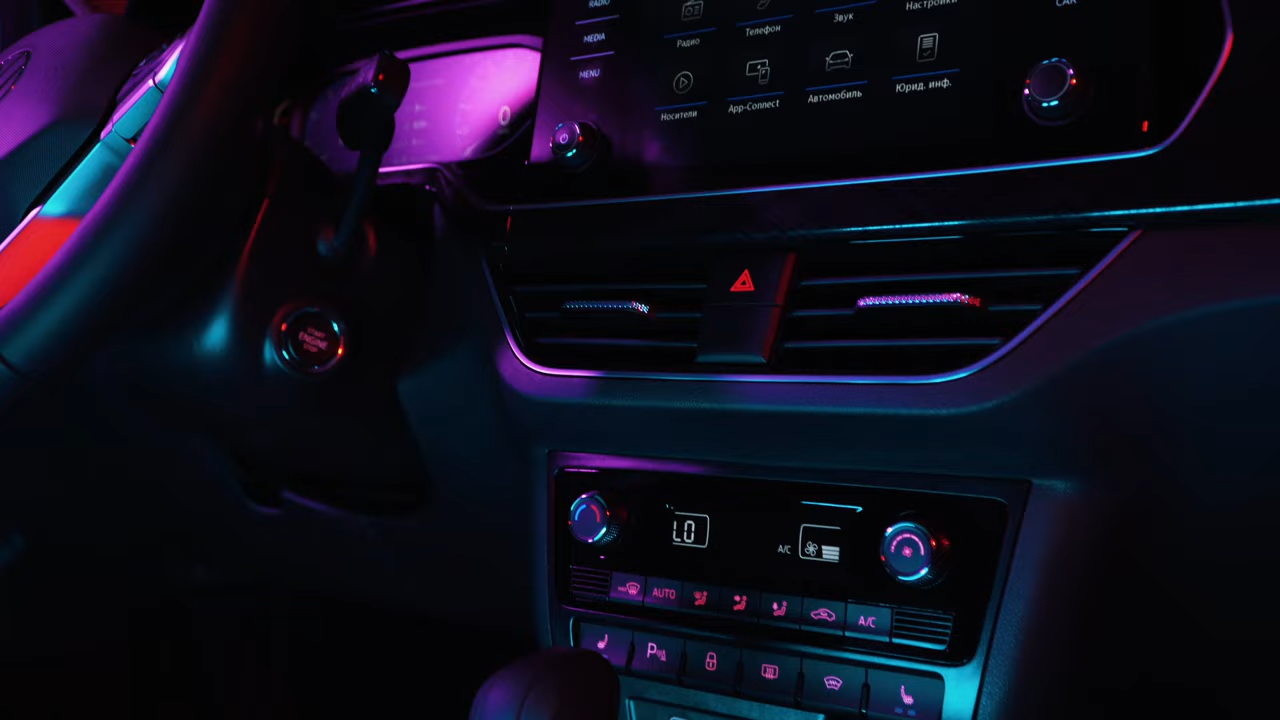 RADIO
MEDIA
MENU
Радио
Телефон
Звук
Настройки
CAR
Носители
App-Connect
Автомобиль
Юрид. инф.
0
START
ENGINE
STOP
LO
A/C
AUTO
A/C
P